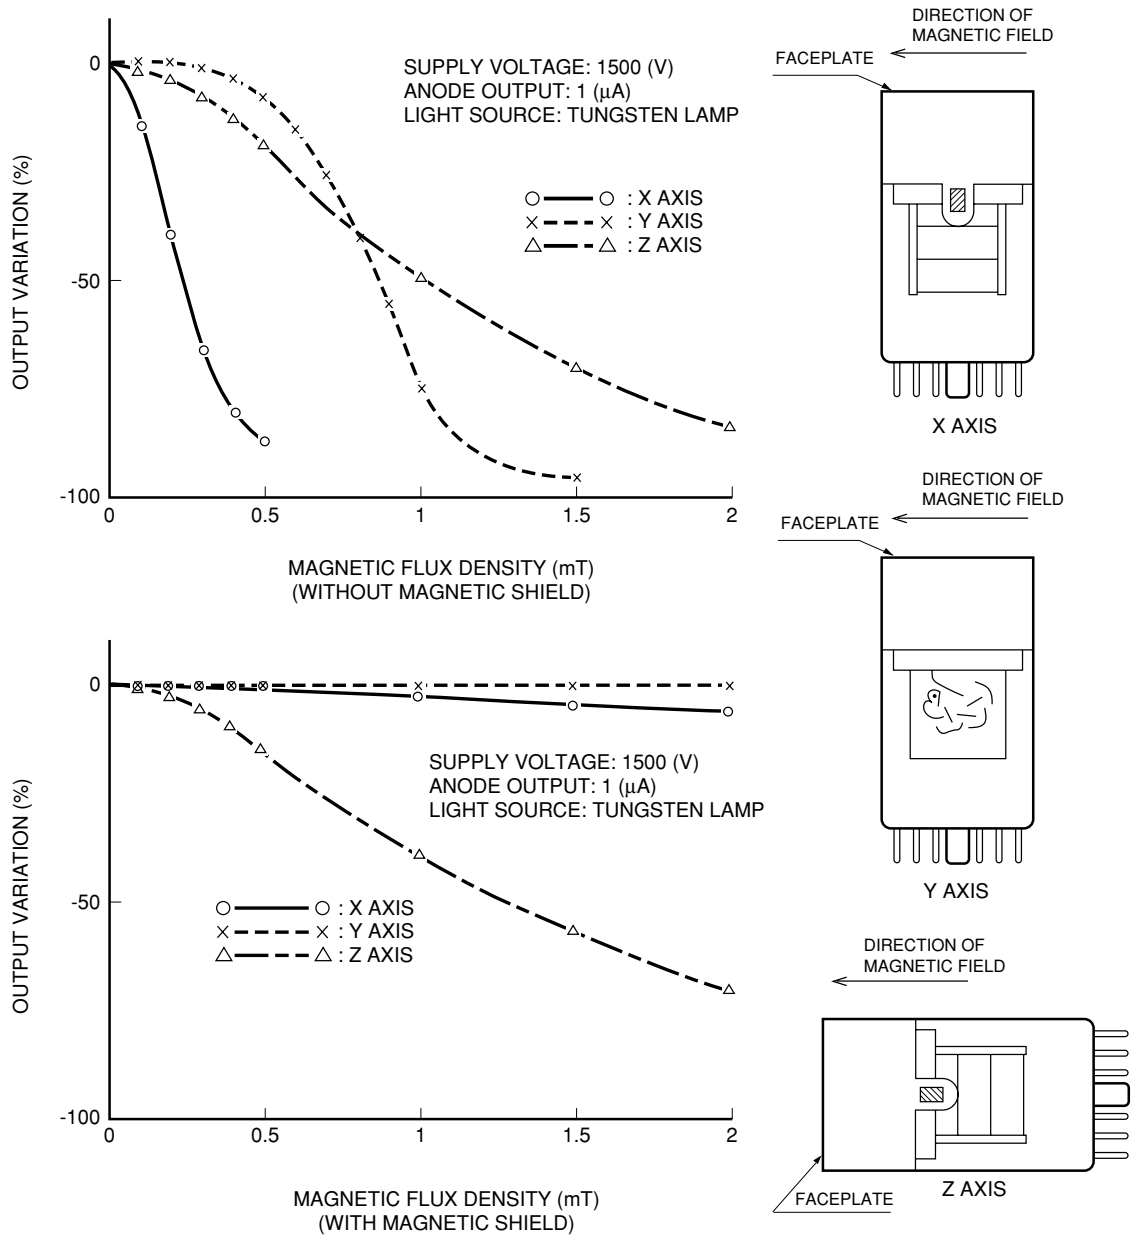 OUTPUT VARIATION (%)
0
-50
-100
0
0.5
1
1.5
2
SUPPLY VOLTAGE: 1500 (V)
ANODE OUTPUT: 1 (μA)
LIGHT SOURCE: TUNGSTEN LAMP
: X AXIS
: Y AXIS
: Z AXIS
MAGNETIC FLUX DENSITY (mT)
(WITHOUT MAGNETIC SHIELD)
DIRECTION OF
MAGNETIC FIELD
FACEPLATE
X AXIS
DIRECTION OF
MAGNETIC FIELD
FACEPLATE
Y AXIS
OUTPUT VARIATION (%)
0
-50
-100
0
0.5
1
1.5
2
SUPPLY VOLTAGE: 1500 (V)
ANODE OUTPUT: 1 (μA)
LIGHT SOURCE: TUNGSTEN LAMP
: X AXIS
: Y AXIS
: Z AXIS
MAGNETIC FLUX DENSITY (mT)
(WITH MAGNETIC SHIELD)
DIRECTION OF
MAGNETIC FIELD
FACEPLATE
Z AXIS